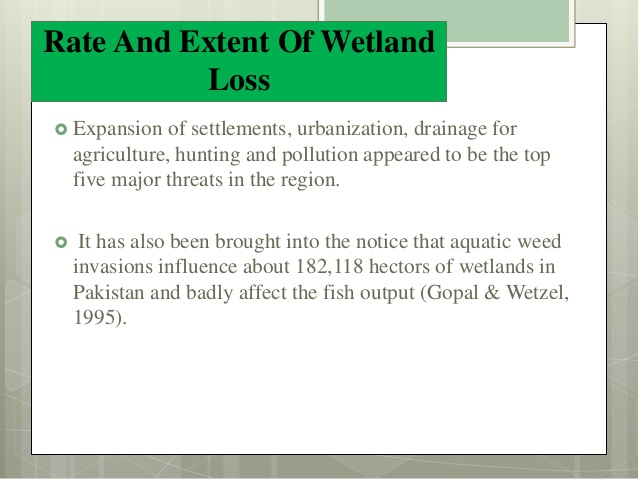 Rate And Extent Of Wetland
Loss
Expansion of settlements, urbanization, drainage for
agriculture, hunting and pollution appeared to be the top
five major threats in the region.
It has also been brought into the notice that aquatic weed
invasions influence about 182,118 hectors of wetlands in
Pakistan and badly affect the fish output (Gopal & Wetzel,
1995).